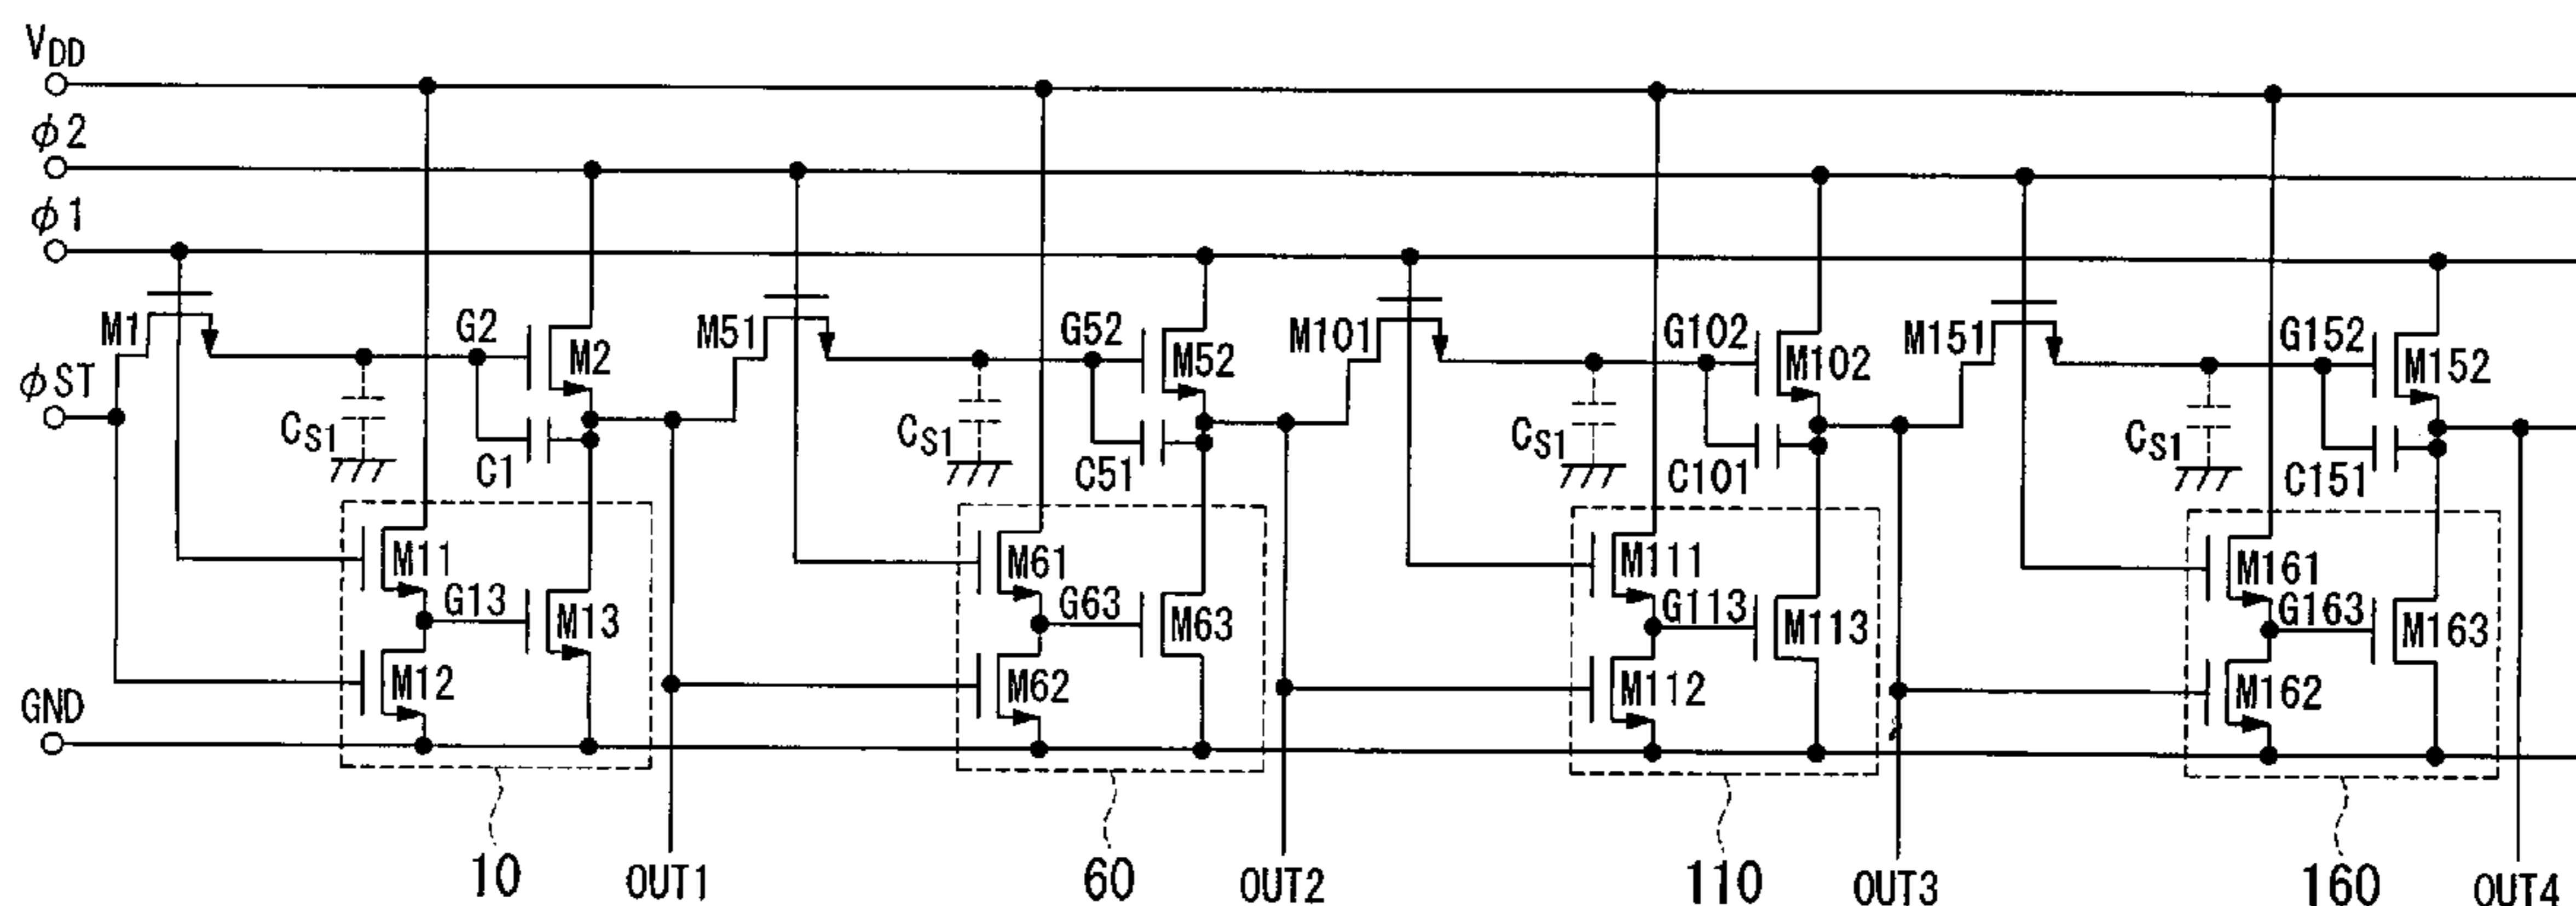 VDD
φ2
φ1
M1
G2
M2
M51
G52
M52
M101
G102
M102
M151
G152
M152
φST
CS1
C1
CS1
C51
CS1
C101
CS1
C151
M11
G13
M13
M12
M61
G63
M63
M62
M111
G113
M113
M112
M161
G163
M163
M162
GND
10
OUT1
60
OUT2
110
OUT3
160
OUT4